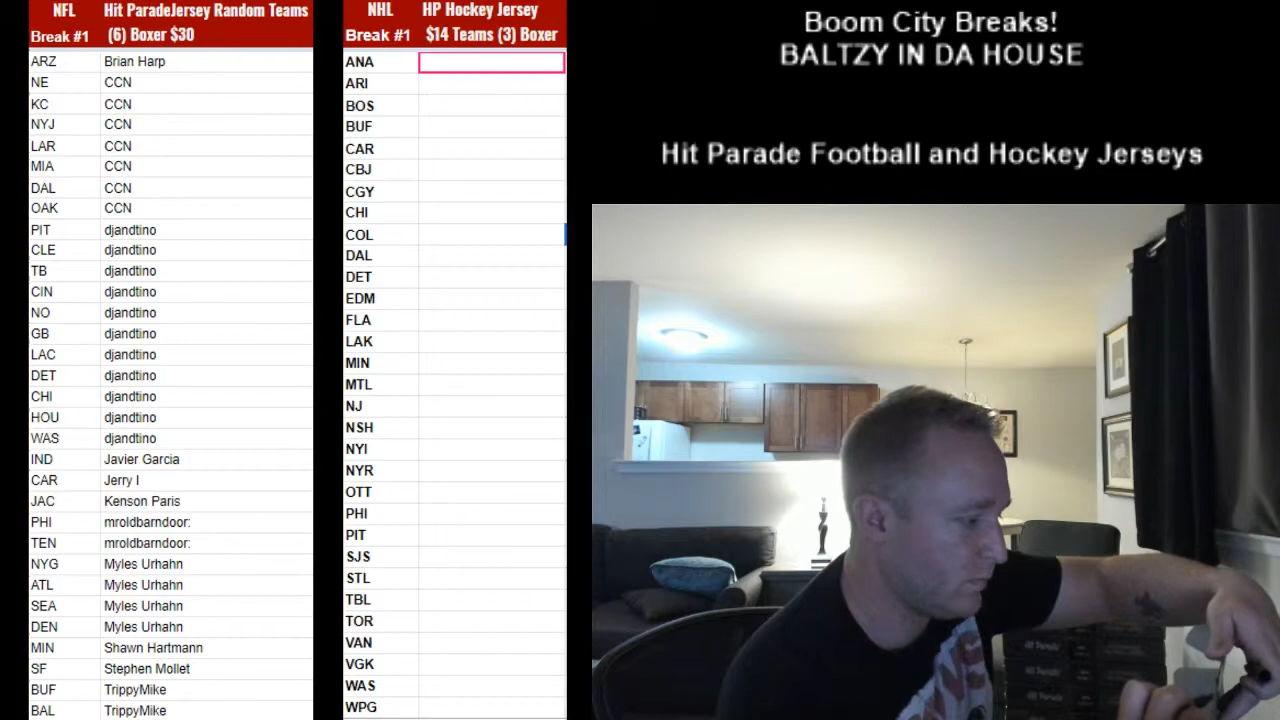 NFL Hit ParadeJersey Random Teams
Break #1 (6) Boxer $30
ARZ Brian Harp
NE CCN
KC CCN
NYJ CCN
LAR CCN
MIA CCN
DAL CCN
OAK CCN
PIT djandtino
CLE djandtino
TB djandtino
CIN djandtino
NO djandtino
GB djandtino
LAC djandtino
DET djandtino
CHI djandtino
HOU djandtino
WAS djandtino
IND Javier Garcia
CAR Jerry I
JAC Kenson Paris
PHI mroldbarndoor:
TEN mroldbarndoor:
NYG Myles Urhahn
ATL Myles Urhahn
SEA Myles Urhahn
DEN Myles Urhahn
MIN Shawn Hartmann
SF Stephen Mollet
BUF TrippyMike
BAL TrippyMike
NHL HP Hockey Jersey
Break #1 $14 Teams (3) Boxer
ANA
ARI
BOS
BUF
CAR
CBJ
CGY
CHI
COL
DAL
DET
EDM
FLA
LAK
MIN
MTL
NJ
NSH
NYI
NYR
OTT
PHI
PIT
SJS
STL
TBL
TOR
VAN
VGK
WAS
WPG
Boom City Breaks!
BALTZY IN DA HOUSE
Hit Parade Football and Hockey Jerseys
Hit Parade
Hit Parade
Hit Parade